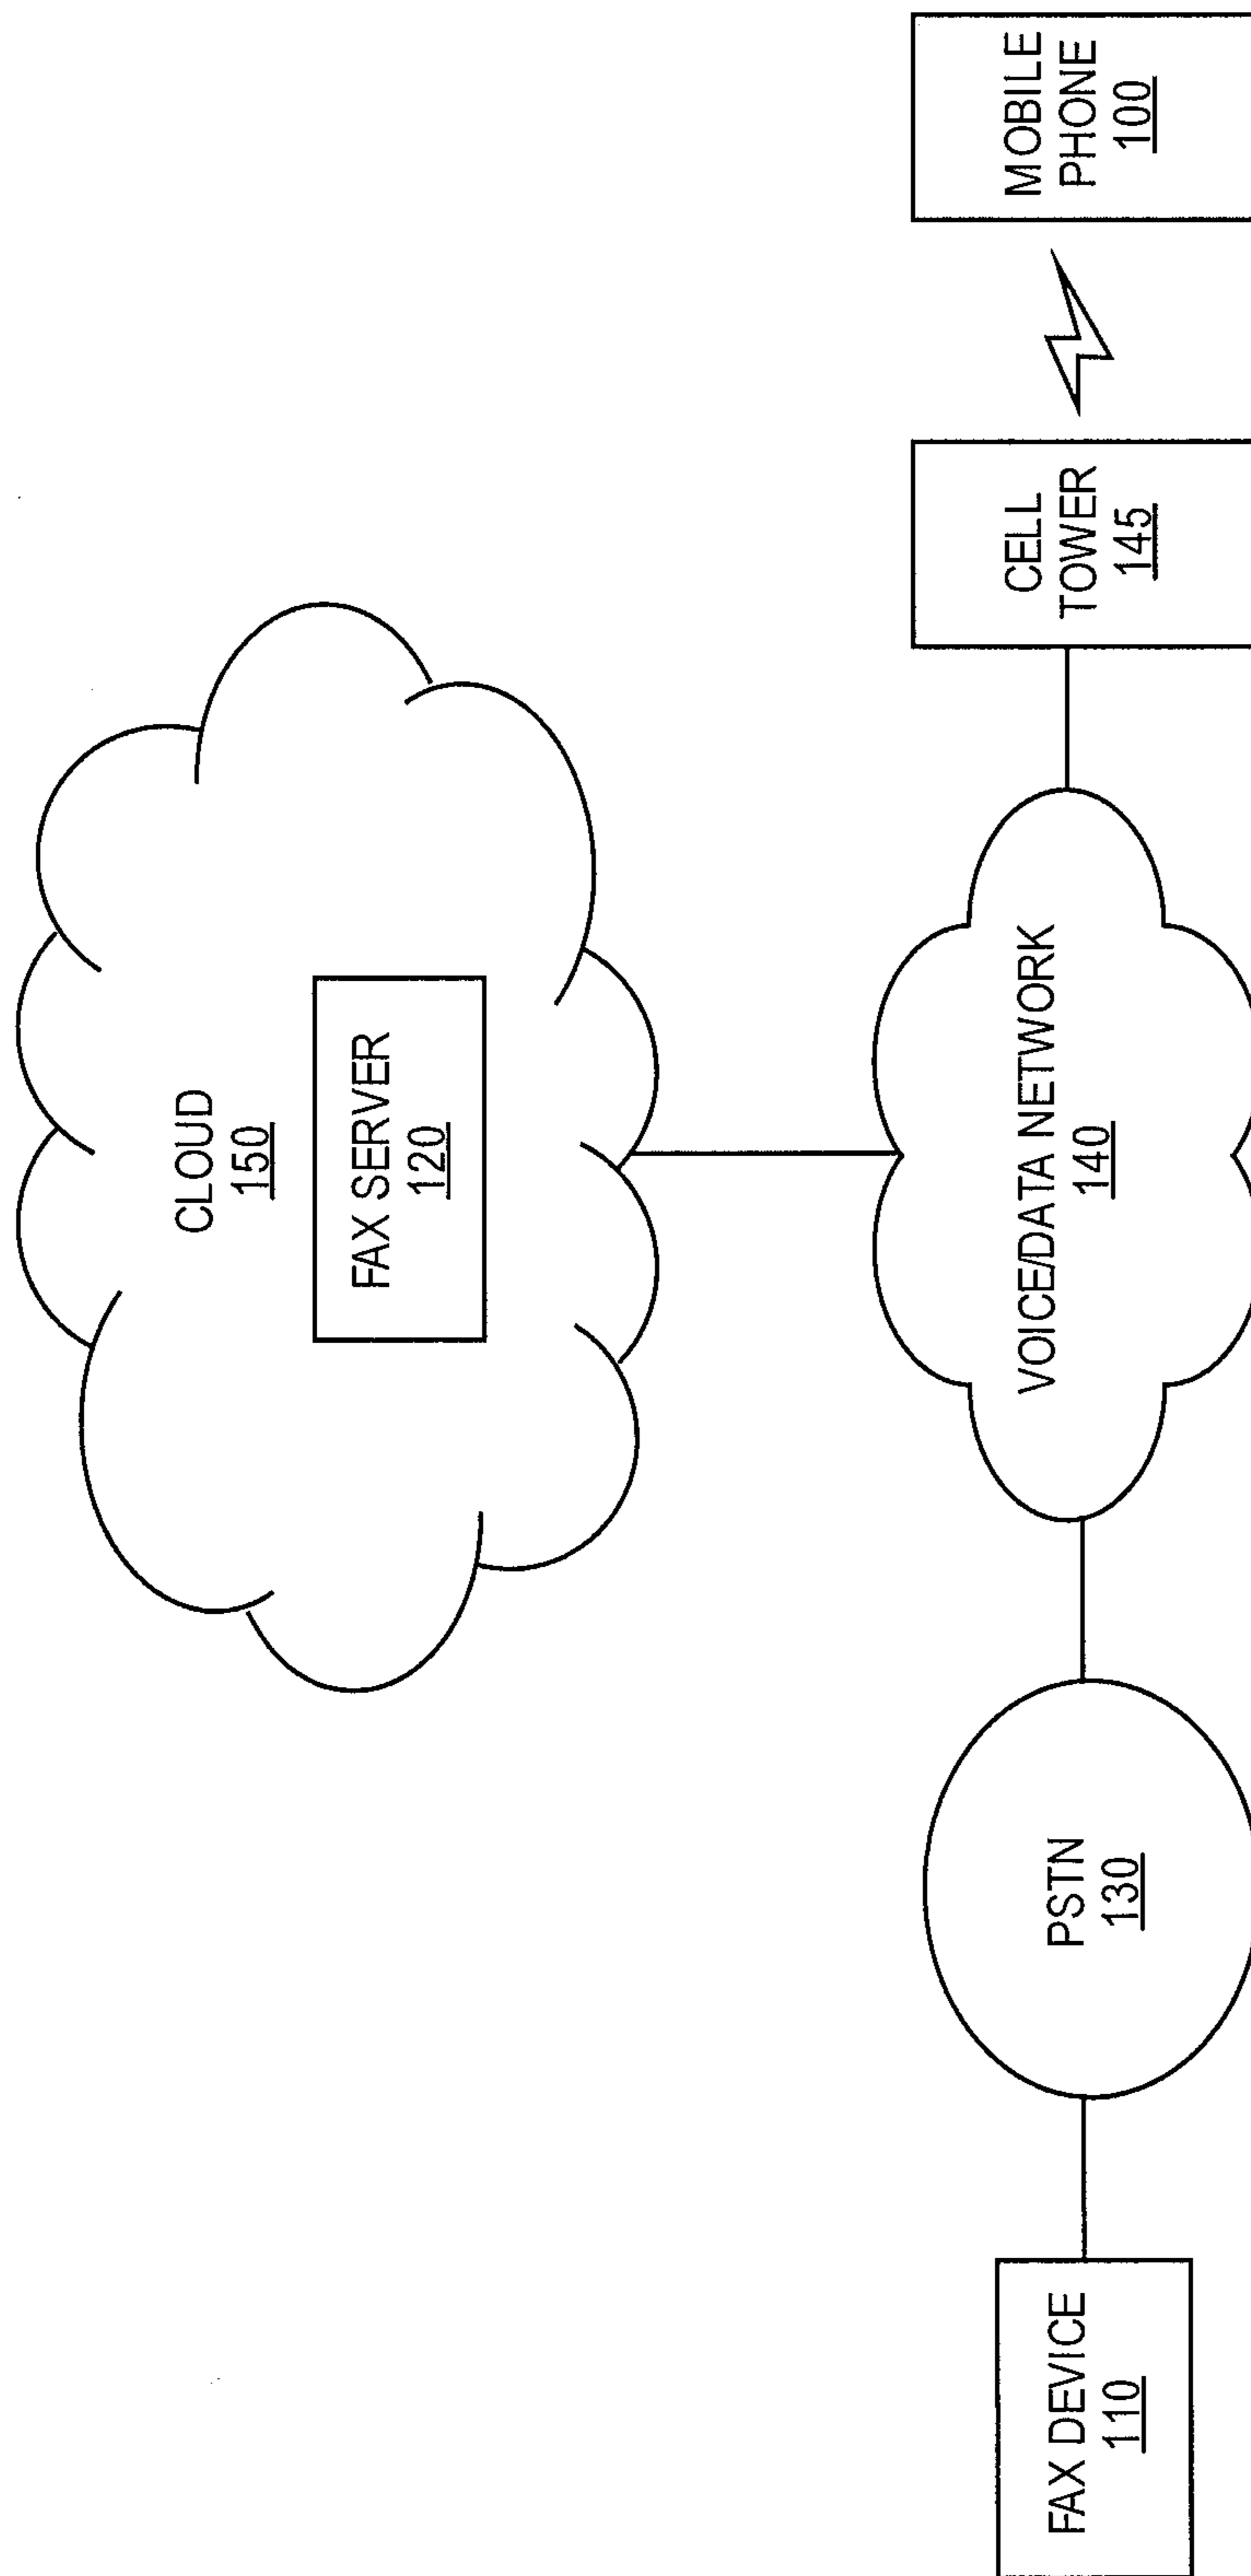 CLOUD
150
FAX SERVER
120
FAX DEVICE
110
PSTN
130
VOICE/DATA NETWORK
140
CELL
TOWER
145
MOBILE
PHONE
100